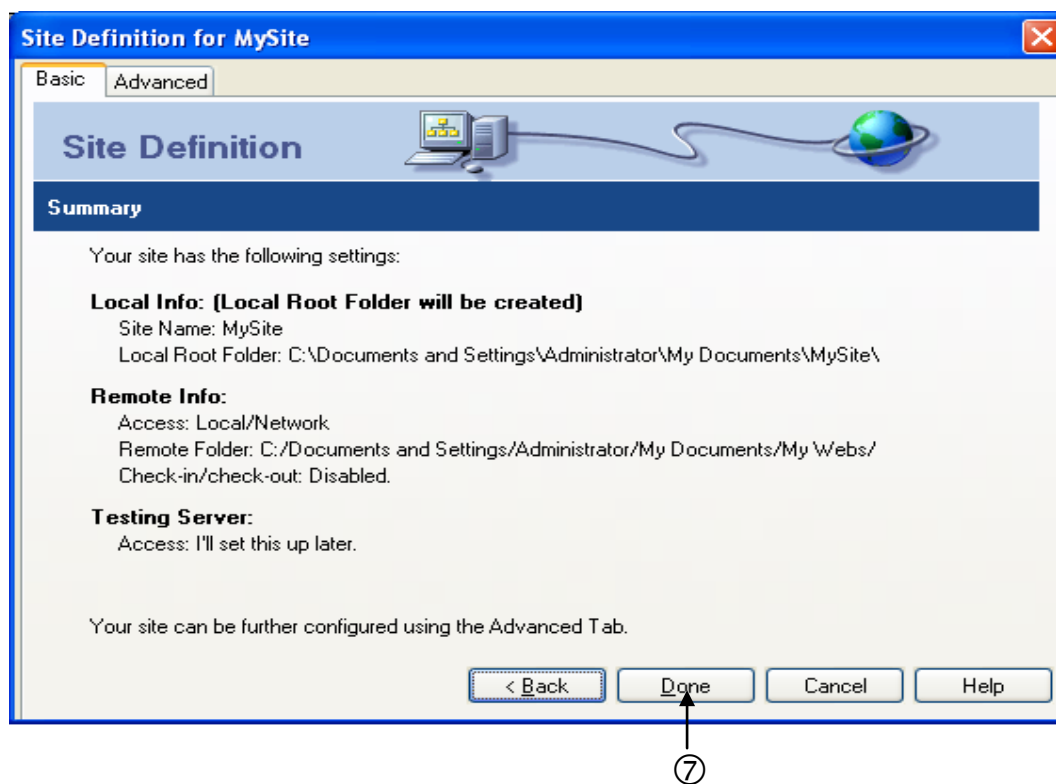 Site Definition for MySite
Basic Advanced
Site Definition
Summary
Your site has the following settings:
Local Info: (Local Root Folder will be created)
Site Name: MySite
Local Root Folder: C:\Documents and Settings\Administrator\My Documents\MySite\
Remote Info:
Access: Local/Network
Remote Folder: C:/Documents and Settings/Administrator/My Documents/My Webs/
Check-in/check-out: Disabled.
Testing Server:
Access: I'll set this up later.
Your site can be further configured using the Advanced Tab.
< Back Done Cancel Help
⑦